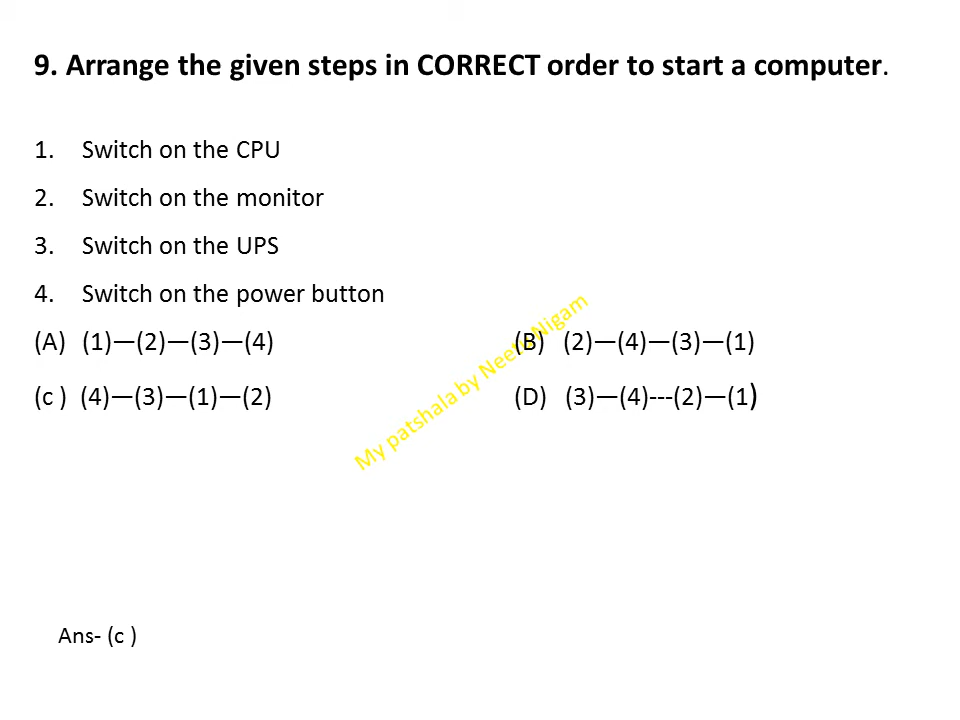 9. Arrange the given steps in CORRECT order to start a computer.
1. Switch on the CPU
2. Switch on the monitor
3. Switch on the UPS
4. Switch on the power button
(A) (1)—(2)—(3)—(4) (B) (2)—(4)—(3)—(1)
(c ) (4)—(3)—(1)—(2) (D) (3)—(4)---(2)—(1)
My patshala by Neetu Nigam
Ans- (c )